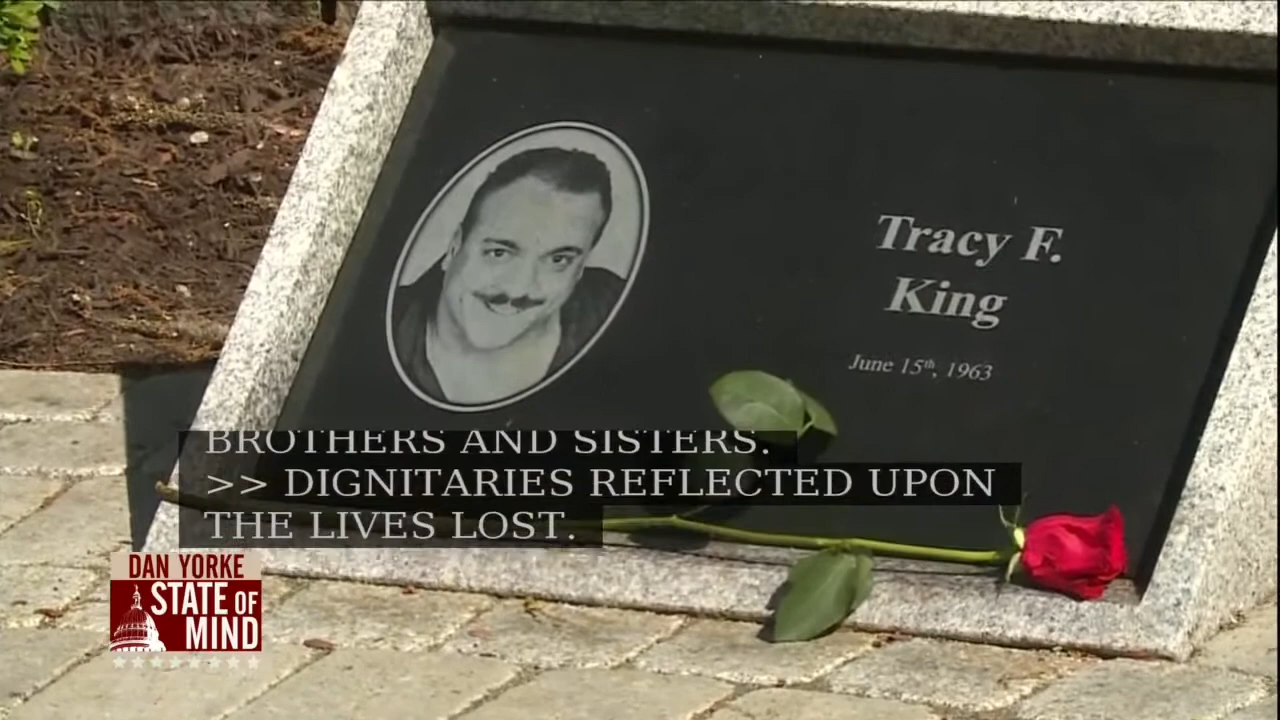 Tracy F.
King
June 15th, 1963
BROTHERS AND SISTERS.
>> DIGNITARIES REFLECTED UPON
THE LIVES LOST.
DAN YORKE
STATE OF
MIND